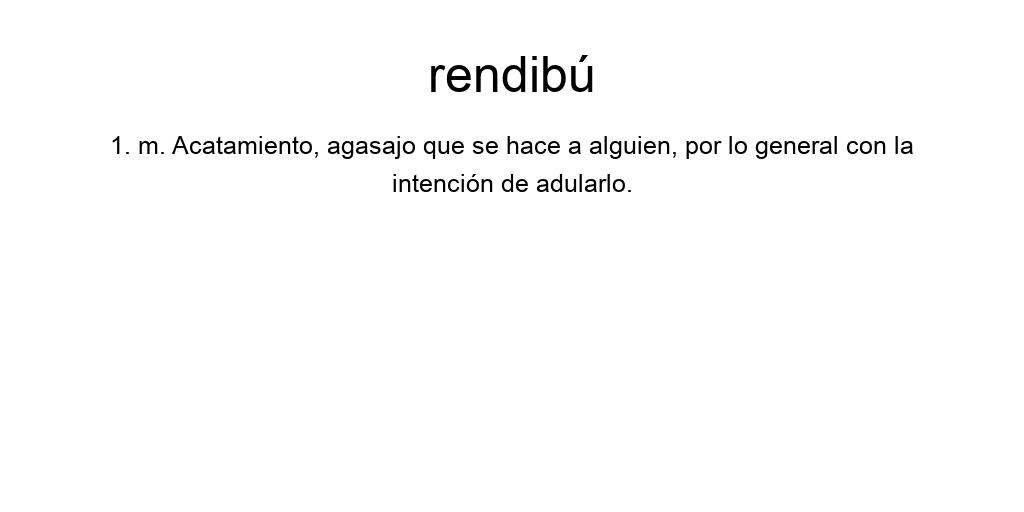 rendibú
1. m. Acatamiento, agasajo que se hace a alguien, por lo general con la
intención de adularlo.